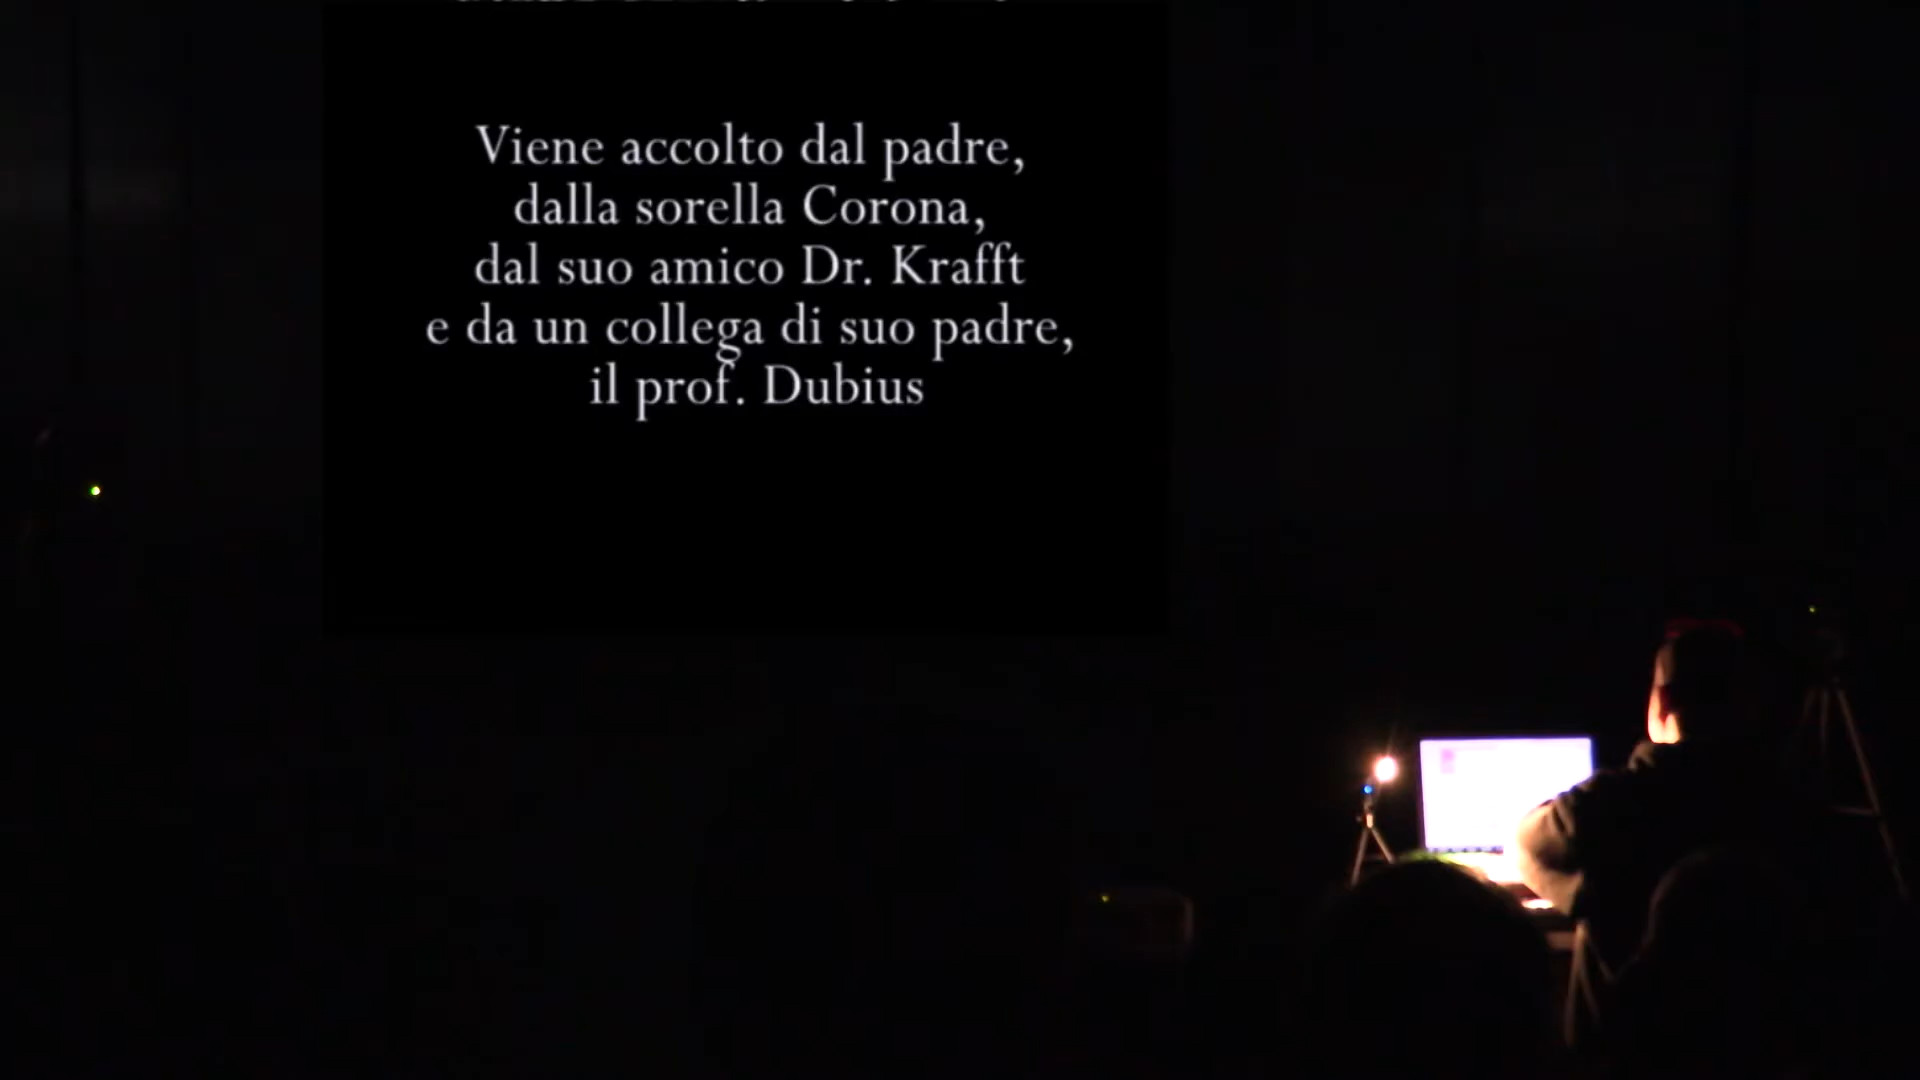 Viene accolto dal padre,
dalla sorella Corona,
dal suo amico Dr. Krafft
e da un collega di suo padre,
il prof. Dubius